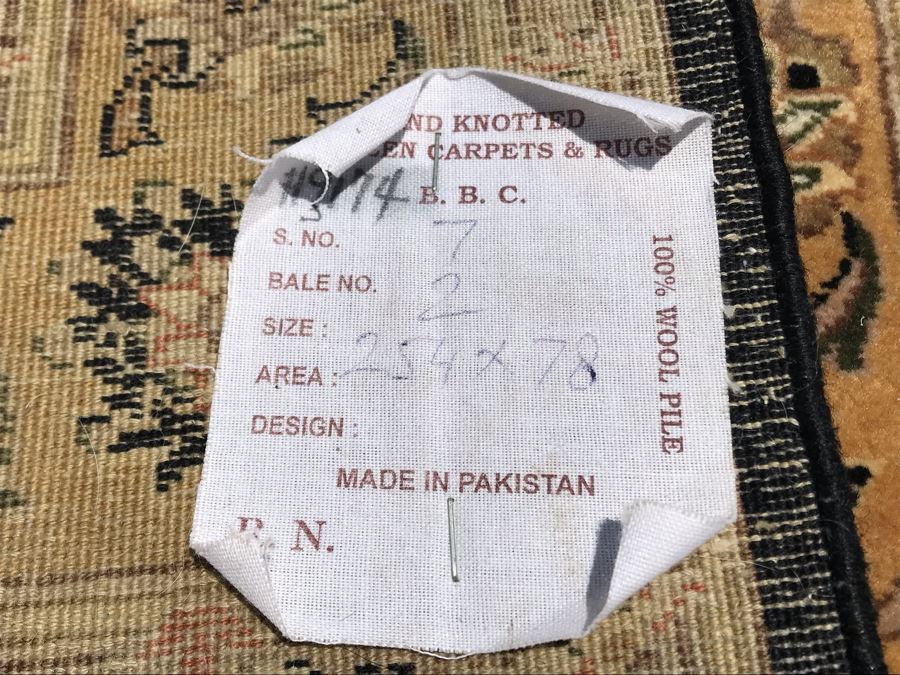 ND KNOTTED
LEN CARPETS & RUGS
B. B. C.
S. NO. 7
BALE NO. 2
SIZE : 254 x 78
AREA :
DESIGN :
MADE IN PAKISTAN
N.
100% WOOL PILE